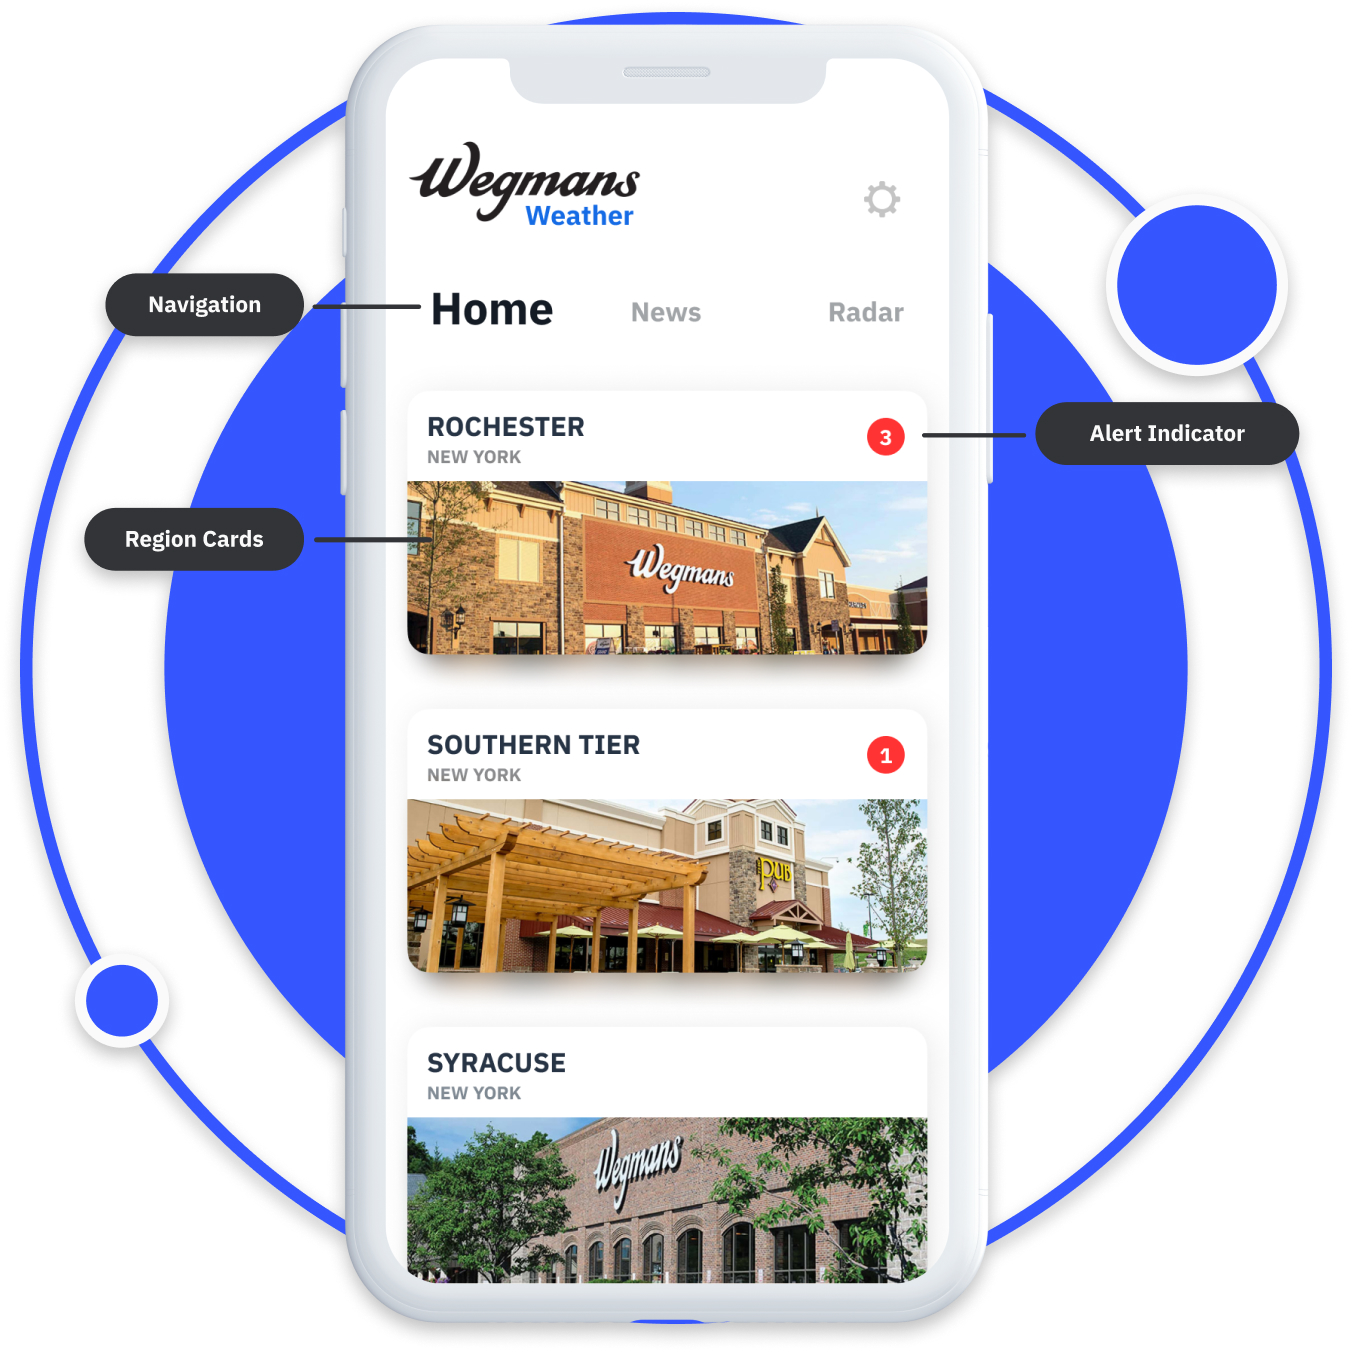 Wegmans
Weather
Navigation
Home News Radar
ROCHESTER
NEW YORK
3
Alert Indicator
Region Cards
Wegmans
SOUTHERN TIER
NEW YORK
1
PUB
SYRACUSE
NEW YORK
Wegmans